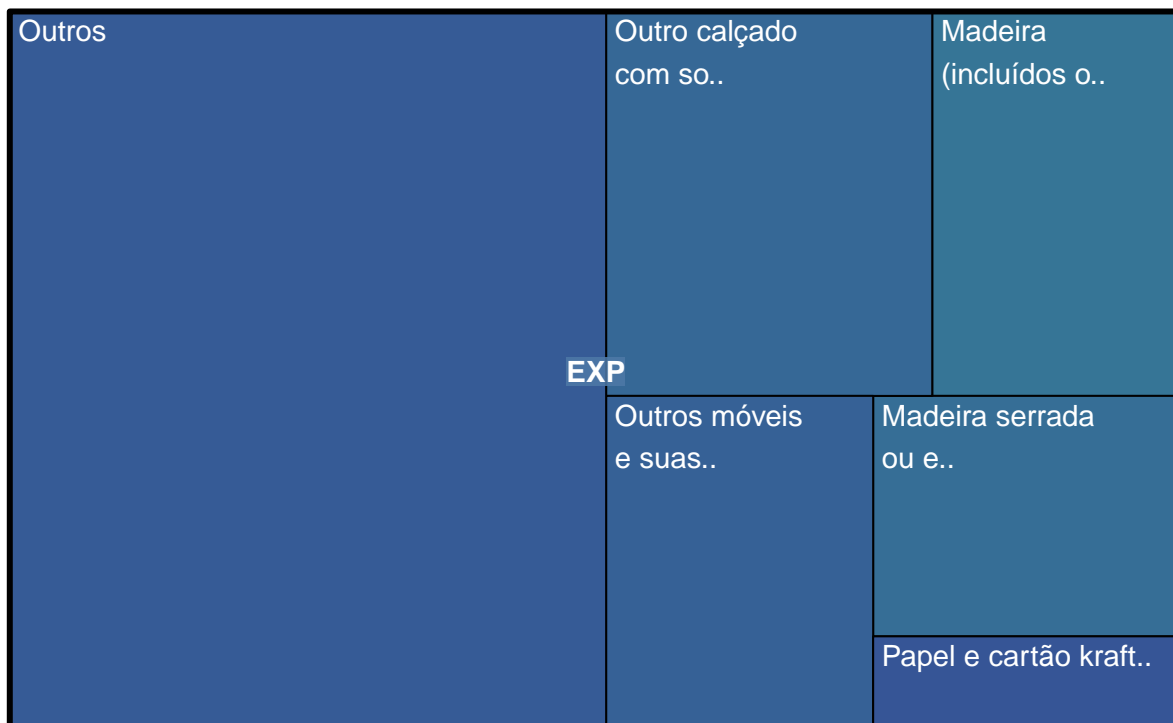 Outros
Outro calçado
com so..
Madeira
(incluídos o..
EXP
Outros móveis
e suas..
Madeira serrada
ou e..
Papel e cartão kraft..